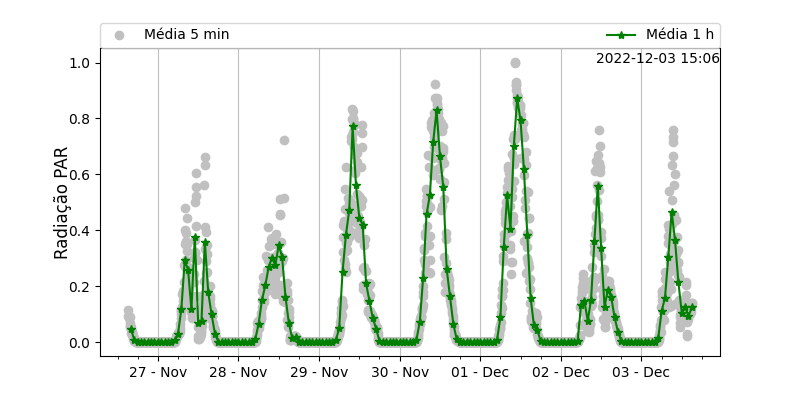 Média 5 min Média 1 h
2022-12-03 15:06
1.0
0.8
0.6
0.4
0.2
0.0
Radiação PAR
27 - Nov 28 - Nov 29 - Nov 30 - Nov 01 - Dec 02 - Dec 03 - Dec